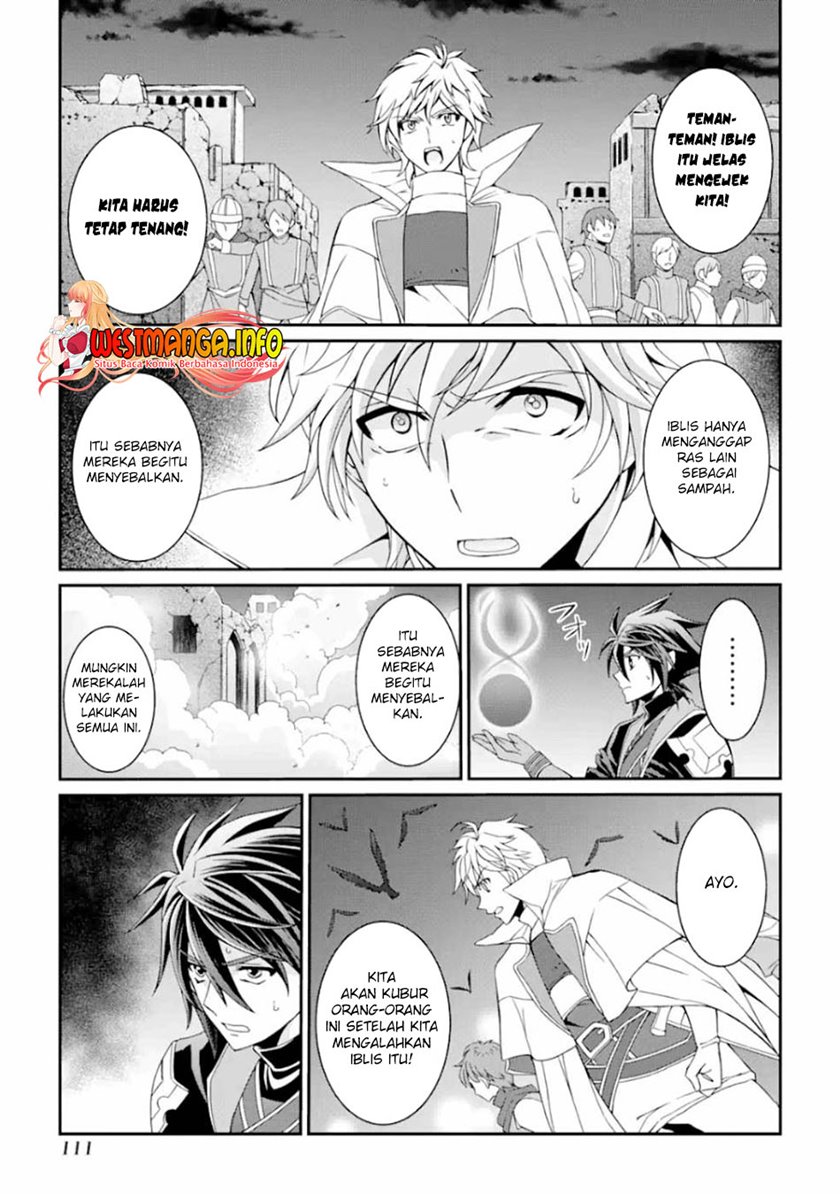 TEMAN-
TEMAN! IBLIS
ITU JELAS
MENGEJEK
KITA!
KITA HARUS
TETAP TENANG!
WESTMANGA.INFO
Situs Baca Komik Berbahasa Indonesia
IBLIS HANYA
MENGANGGAP
RAS LAIN
SEBAGAI
SAMPAH.
ITU SEBABNYA
MEREKA BEGITU
MENYEBALKAN.
.........
フオッ
ITU
SEBABNYA
MEREKA
BEGITU
MENYEBAL-
KAN.
MUNGKIN
MEREKALAH
YANG ME-
LAKUKAN
SEMUA INI.
AYO.
KITA
AKAN KUBUR
ORANG-ORANG
INI SETELAH KITA
MENGALAHKAN
IBLIS ITU!
111